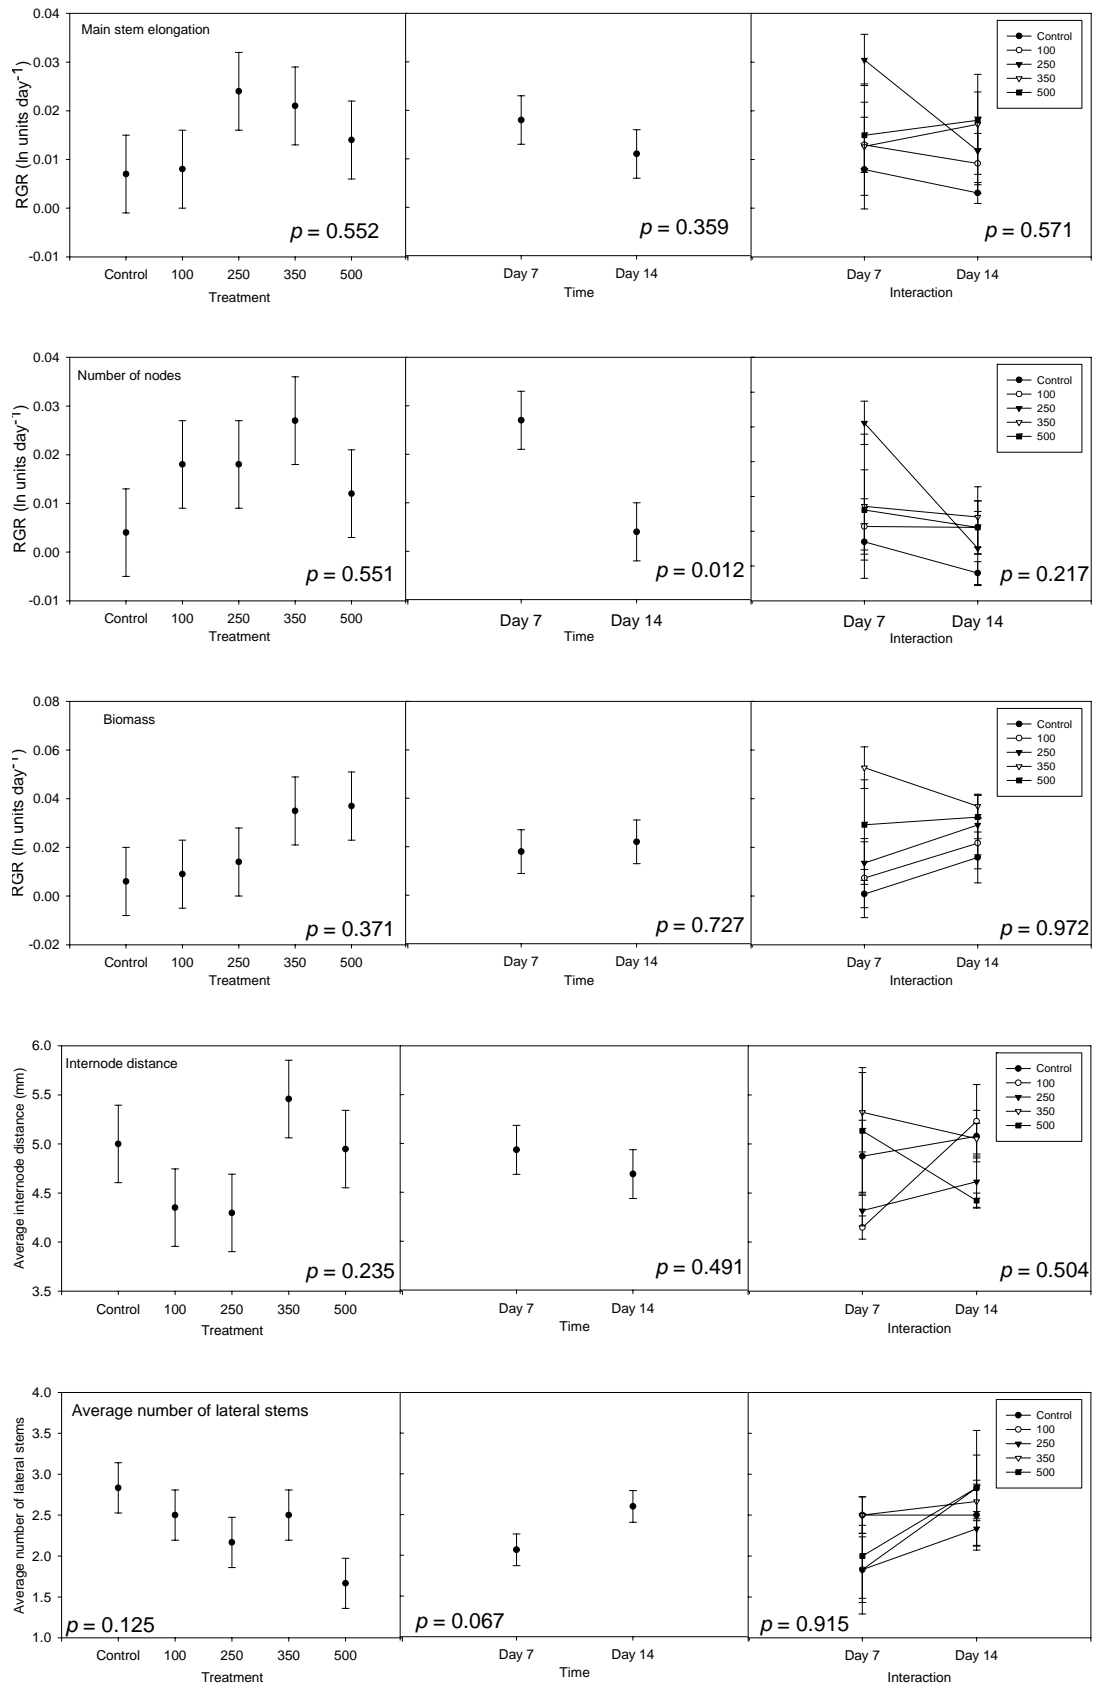 Main stem elongation
RGR (ln units day-1)
0.04
0.03
0.02
0.01
0.00
-0.01
p = 0.552
Control 100 250 350 500
Treatment
p = 0.359
Day 7 Day 14
Time
Control
100
250
350
500
p = 0.571
Day 7 Day 14
Interaction
Number of nodes
RGR (ln units day-1)
0.04
0.03
0.02
0.01
0.00
-0.01
p = 0.551
Control 100 250 350 500
Treatment
p = 0.012
Day 7 Day 14
Time
Control
100
250
350
500
p = 0.217
Day 7 Day 14
Interaction
Biomass
RGR (ln units day-1)
0.08
0.06
0.04
0.02
0.00
-0.02
p = 0.371
Control 100 250 350 500
Treatment
p = 0.727
Day 7 Day 14
Time
Control
100
250
350
500
p = 0.972
Day 7 Day 14
Interaction
Internode distance
Average internode distance (mm)
6.0
5.5
5.0
4.5
4.0
3.5
p = 0.235
Control 100 250 350 500
Treatment
p = 0.491
Day 7 Day 14
Time
Control
100
250
350
500
p = 0.504
Day 7 Day 14
Interaction
Average number of lateral stems
Average number of lateral stems
4.0
3.5
3.0
2.5
2.0
1.5
1.0
p = 0.125
Control 100 250 350 500
Treatment
p = 0.067
Day 7 Day 14
Time
Control
100
250
350
500
p = 0.915
Day 7 Day 14
Interaction